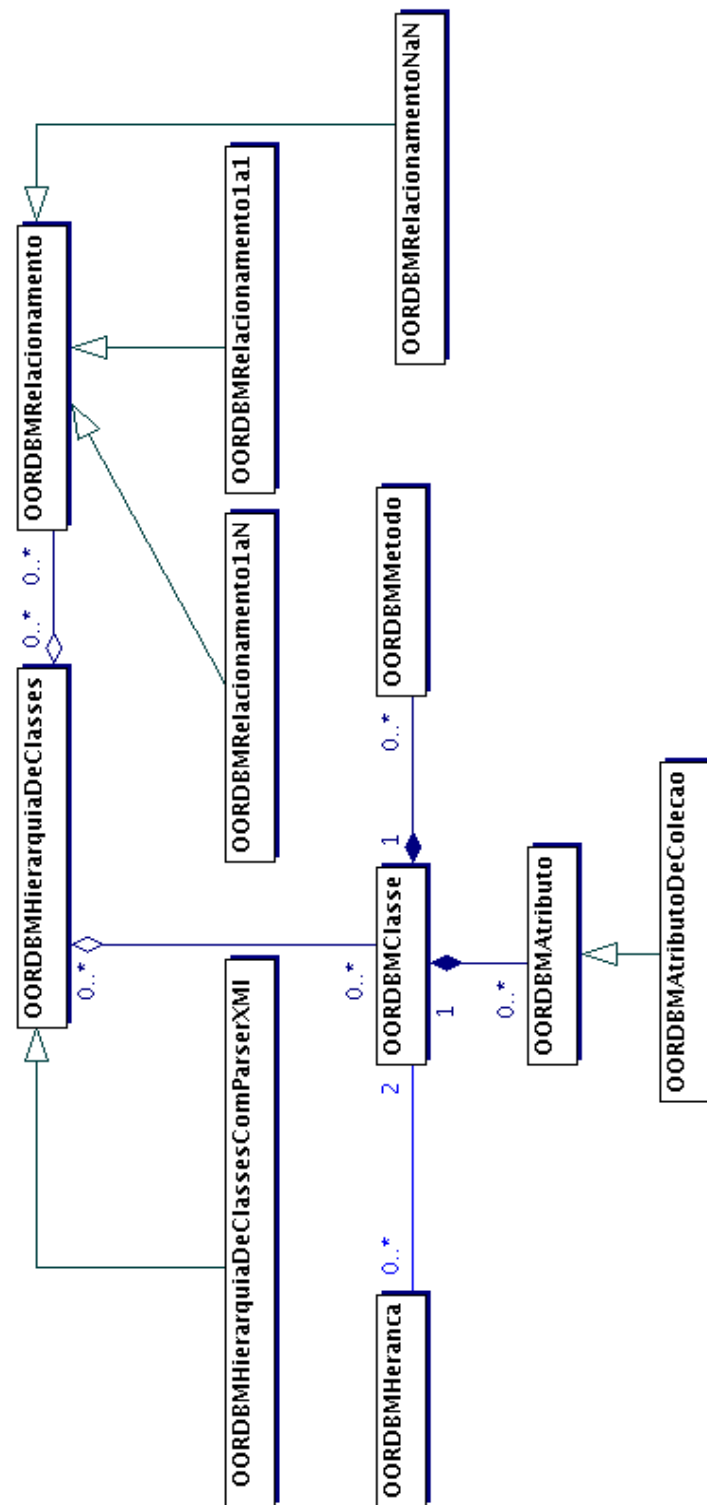 OORDBMHierarquiaDeClasses
0..*
0..*
OORDBMRelacionamento
0..*
OORDBMHierarquiaDeClassesComParserXMI
OORDBMRelacionamento1aN
OORDBMRelacionamento1a1
0..*
OORDBMHeranca
0..*
2
OORDBMClasse
1
0..*
OORDBMMetodo
OORDBMRelacionamentoNaN
1
0..*
OORDBMAtributo
OORDBMAtributoDeColecao